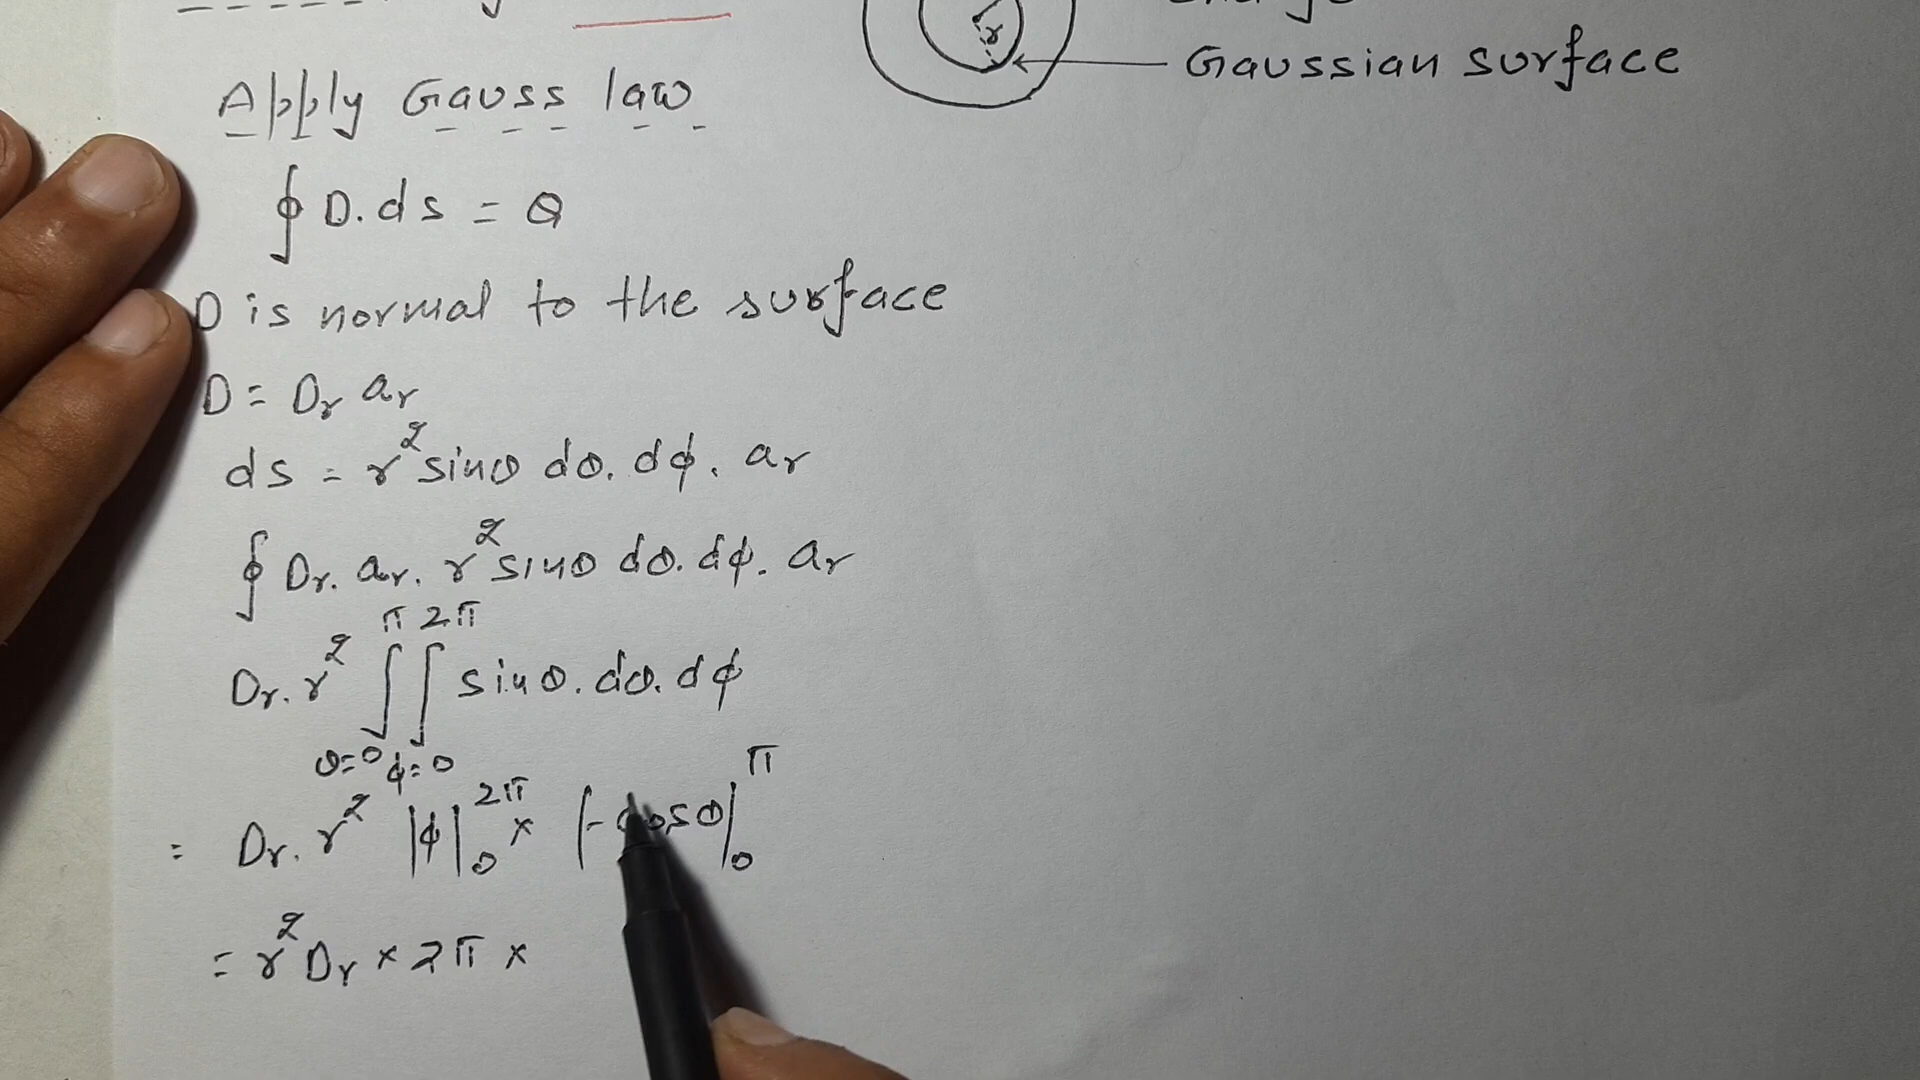 r
Gaussian surface
Apply Gauss law
∮ D. ds = Q
D is normal to the surface
D = Dr ar
ds = r² sinθ dθ. dϕ. ar
∮ Dr. ar. r² sinθ dθ. dϕ. ar
Dr. r² ∫_{θ=0}^{π} ∫_{ϕ=0}^{2π} sinθ. dθ. dϕ
= Dr. r² |ϕ|_0^{2π} × |-cosθ|_0^{π}
= r² Dr × 2π ×